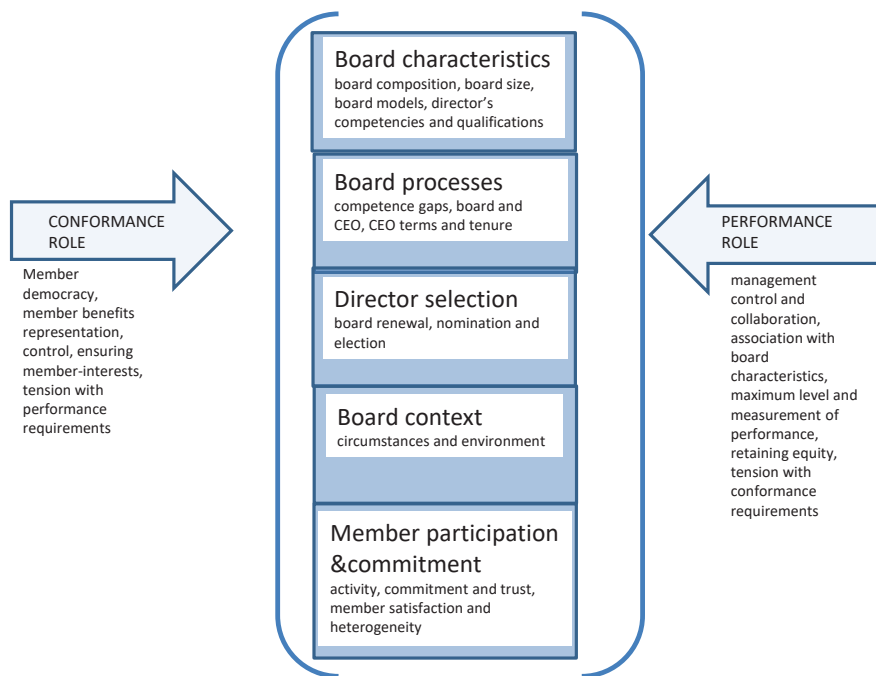 Board characteristics
board composition, board size,
board models, director's
competencies and qualifications
Board processes
competence gaps, board and
CEO, CEO terms and tenure
Director selection
board renewal, nomination and
election
Board context
circumstances and environment
Member participation
&commitment
activity, commitment and trust,
member satisfaction and
heterogeneity
CONFORMANCE
ROLE
Member
democracy,
member benefits
representation,
control, ensuring
member-interests,
tension with
performance
requirements
PERFORMANCE
ROLE
management
control and
collaboration,
association with
board
characteristics,
maximum level and
measurement of
performance,
retaining equity,
tension with
conformance
requirements